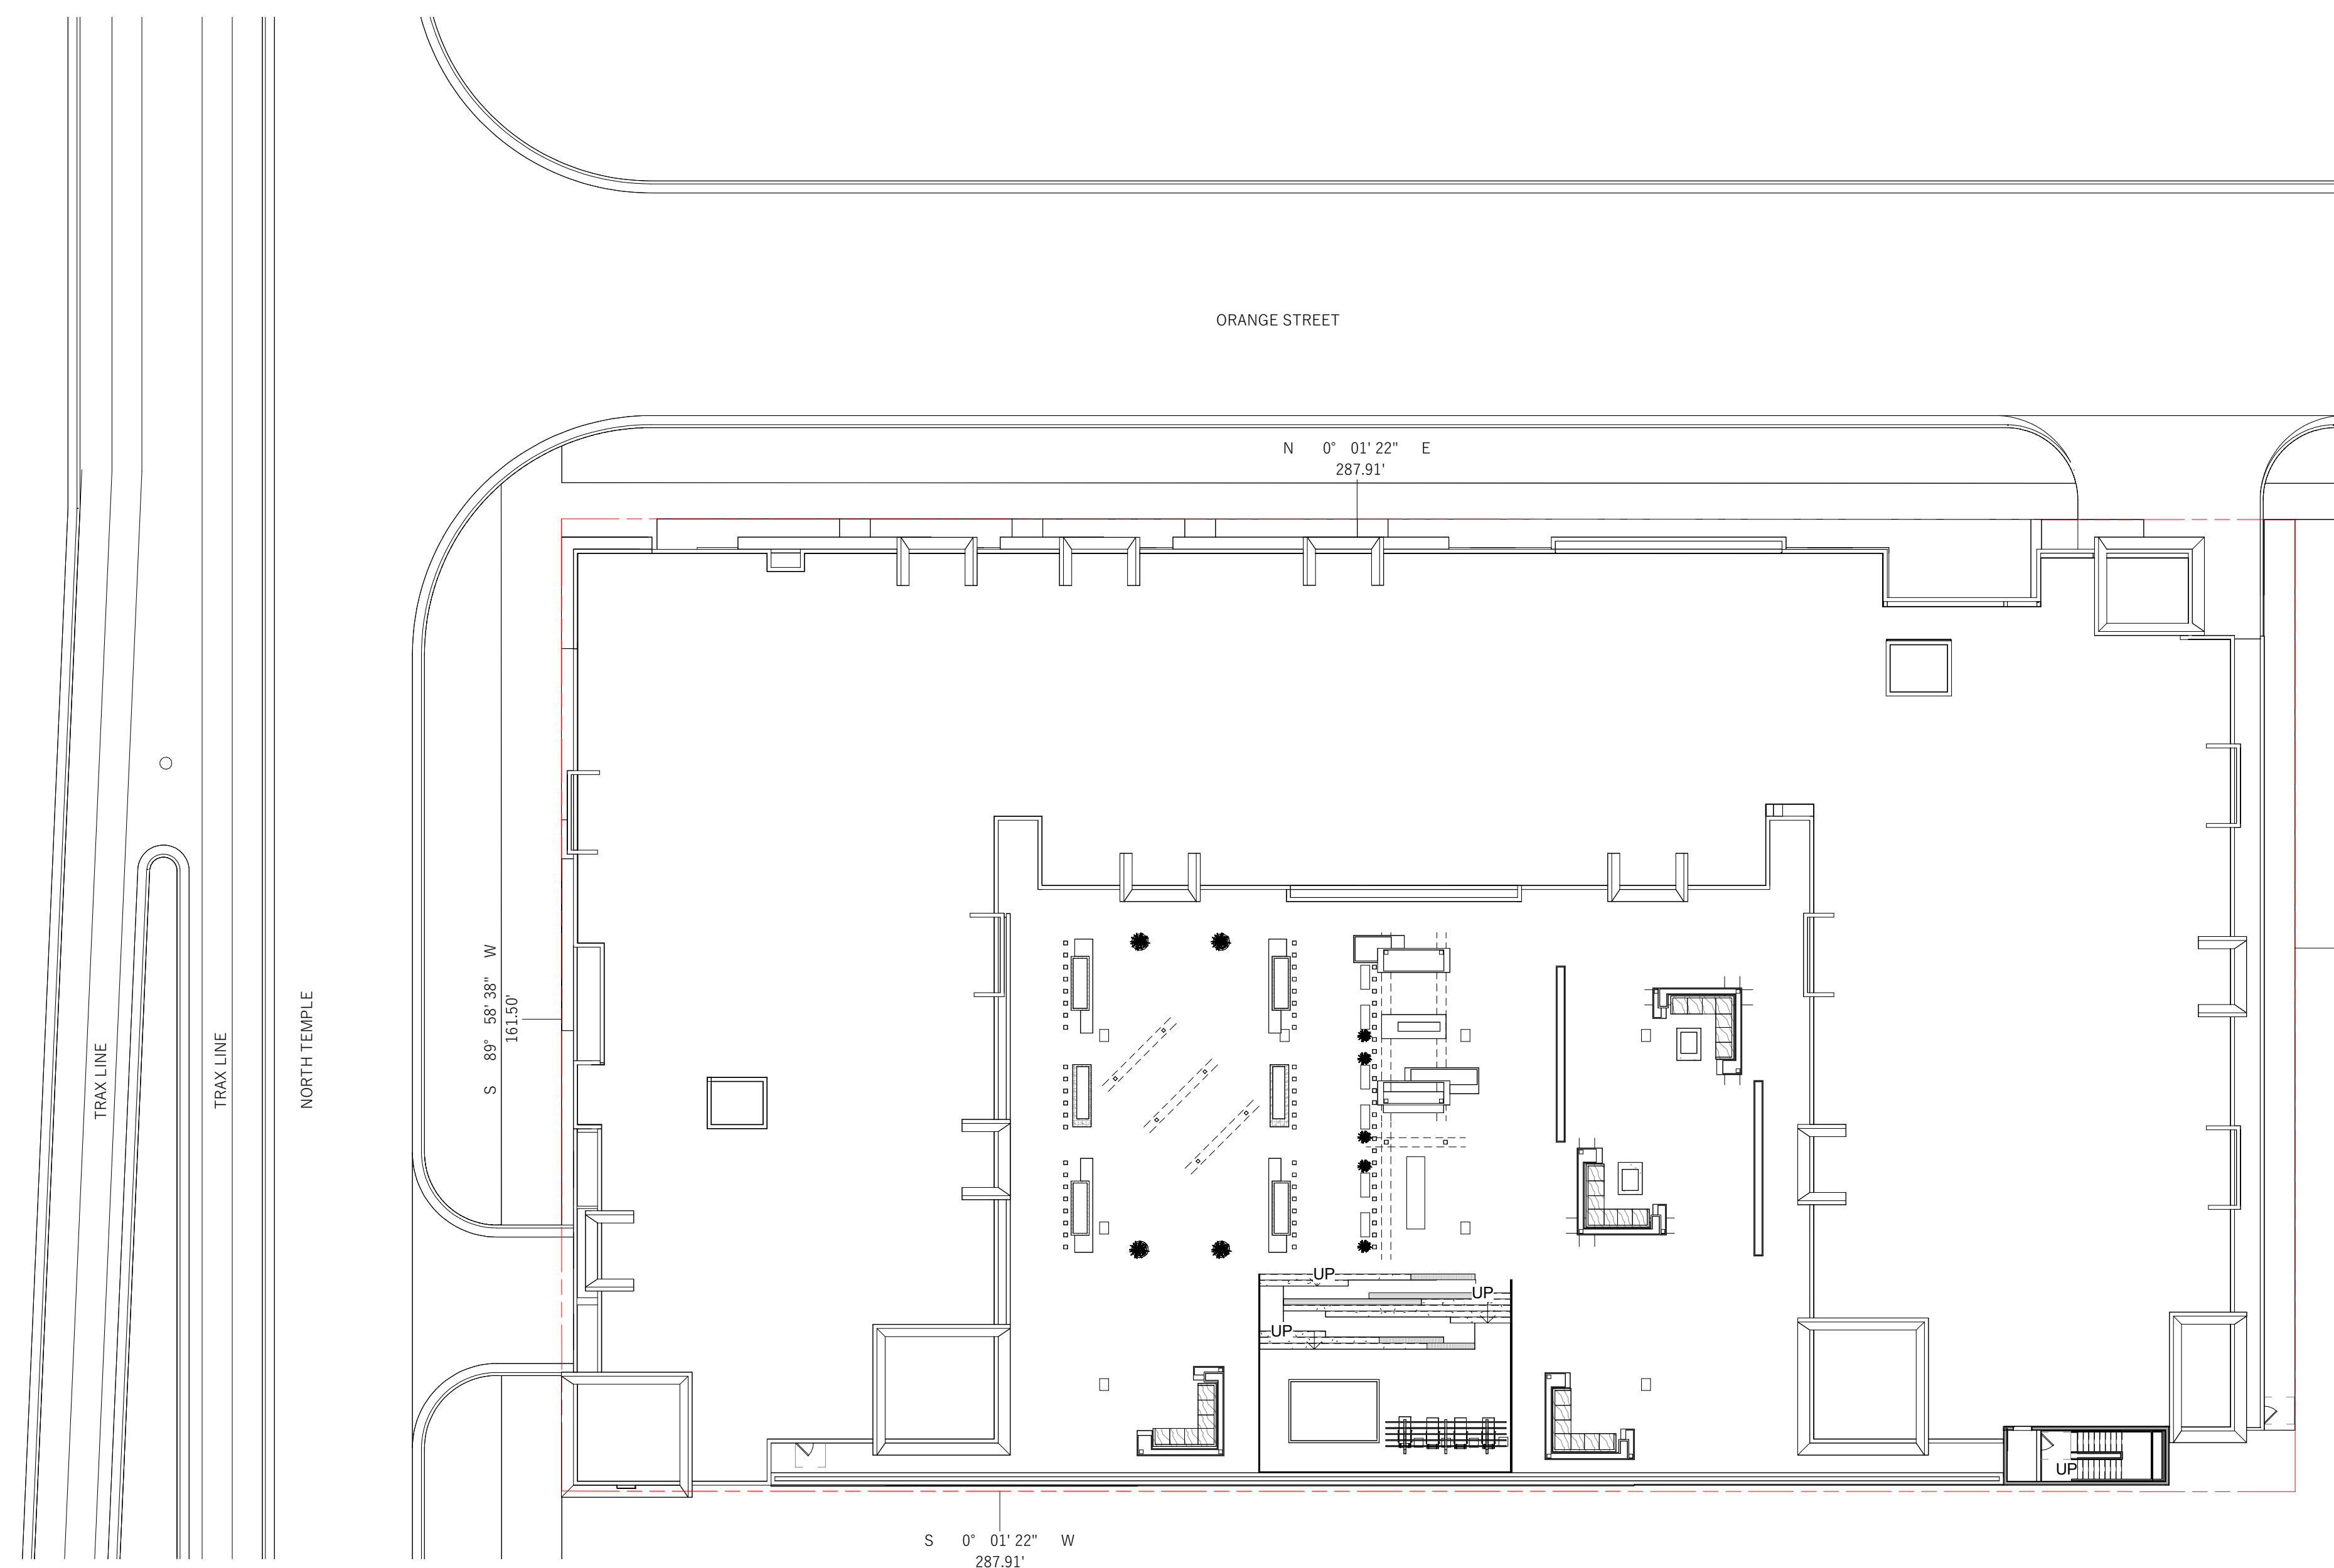 ORANGE STREET
N 0° 01' 22" E
287.91'
S 89° 58' 38" W
161.50'
TRAX LINE
TRAX LINE
NORTH TEMPLE
UP
UP
UP
UP
S 0° 01' 22" W
287.91'